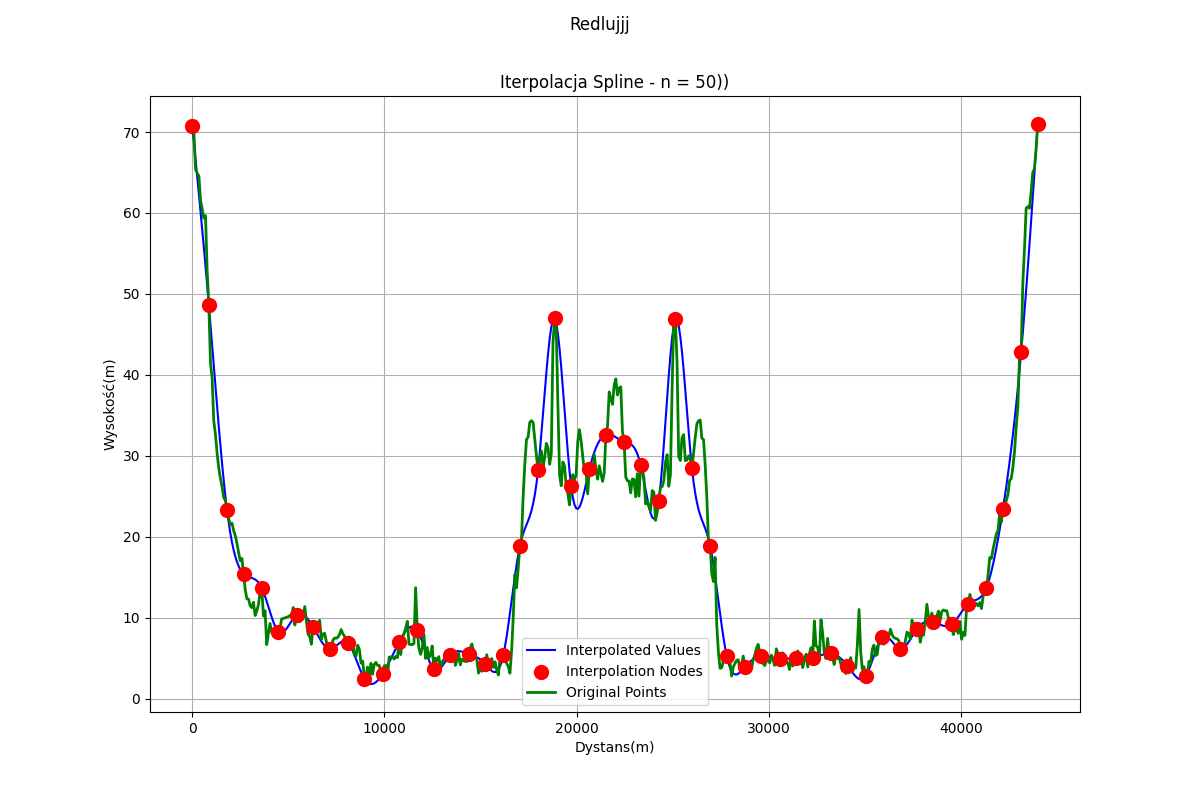 Redlujjj
Iterpolacja Spline - n = 50))
Wysokość(m)
70
60
50
40
30
20
10
0
Interpolated Values
Interpolation Nodes
Original Points
0
10000
20000
30000
40000
Dystans(m)